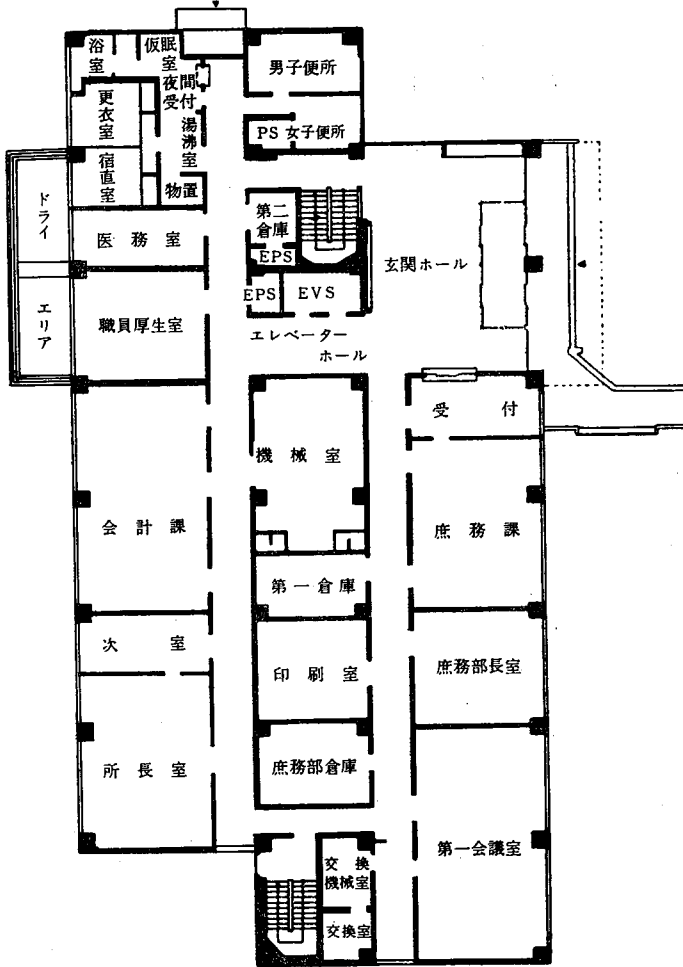 浴室
仮眠室
夜間受付
男子便所
更衣室
湯沸室
PS
女子便所
宿直室
物置
ドライ
エリア
医務室
第二倉庫
EPS
玄関ホール
職員厚生室
EPS
EVS
エレベーター
ホール
受付
機械室
会計課
庶務課
第一倉庫
次室
印刷室
庶務部長室
所長室
庶務部倉庫
第一会議室
交換
機械室
交換室